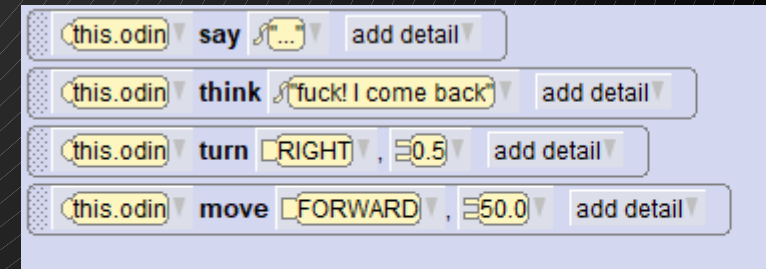 this.odin say "..." add detail
this.odin think "fuck! I come back" add detail
this.odin turn RIGHT , 0.5 add detail
this.odin move FORWARD , 50.0 add detail